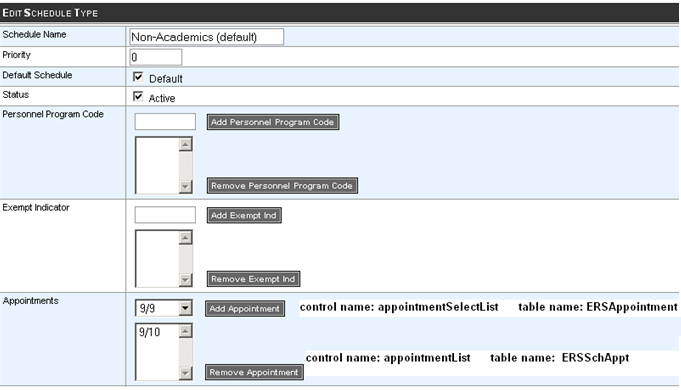 EDIT SCHEDULE TYPE
Schedule Name Non-Academics (default)
Priority 0
Default Schedule Default
Status Active
Personnel Program Code Add Personnel Program Code
Remove Personnel Program Code
Exempt Indicator Add Exempt Ind
Remove Exempt Ind
Appointments 9/9 Add Appointment control name: appointmentSelectList table name: ERSAppointment
9/10
control name: appointmentList table name: ERSSchAppt
Remove Appointment